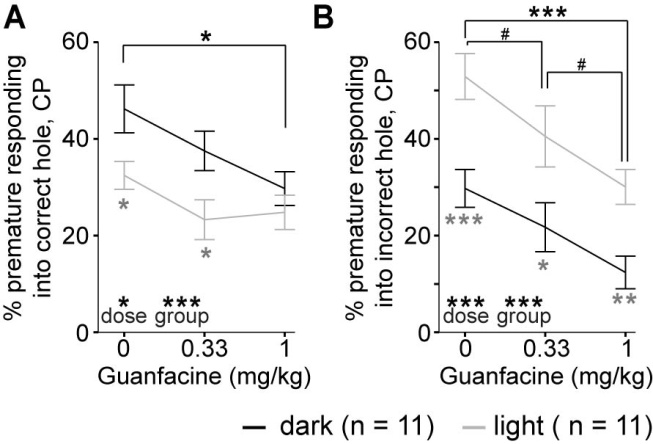 A
% premature responding
into correct hole, CP
60
40
20
0
*
*
*
* ***
dose group
0 0.33 1
Guanfacine (mg/kg)
B
% premature responding
into incorrect hole, CP
60
40
20
0
***
# #
***
*
**
*** ***
dose group
0 0.33 1
Guanfacine (mg/kg)
dark (n = 11) light ( n = 11)